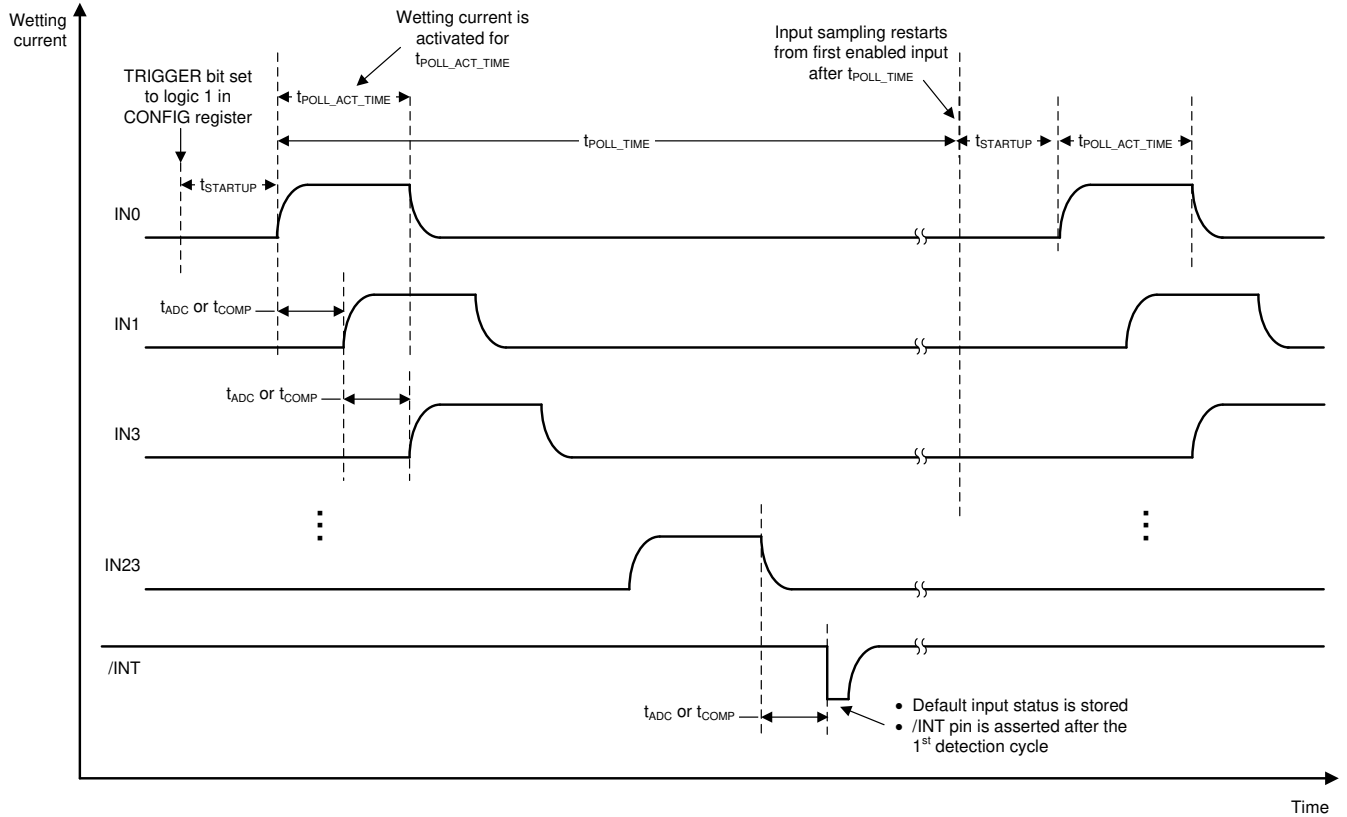 Wetting
current
Wetting current is
activated for
tPOLL_ACT_TIME
Input sampling restarts
from first enabled input
after tPOLL_TIME
TRIGGER bit set
to logic 1 in
CONFIG register
tPOLL_ACT_TIME
tPOLL_TIME
tSTARTUP
tPOLL_ACT_TIME
tSTARTUP
IN0
tADC or tCOMP
IN1
tADC or tCOMP
IN3
IN23
/INT
tADC or tCOMP
• Default input status is stored
• /INT pin is asserted after the
1st detection cycle
Time